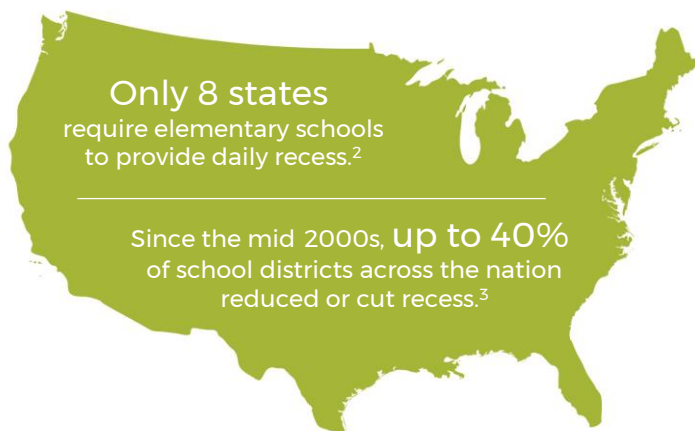 Only 8 states
require elementary schools
to provide daily recess.²
Since the mid 2000s, up to 40%
of school districts across the nation
reduced or cut recess.³